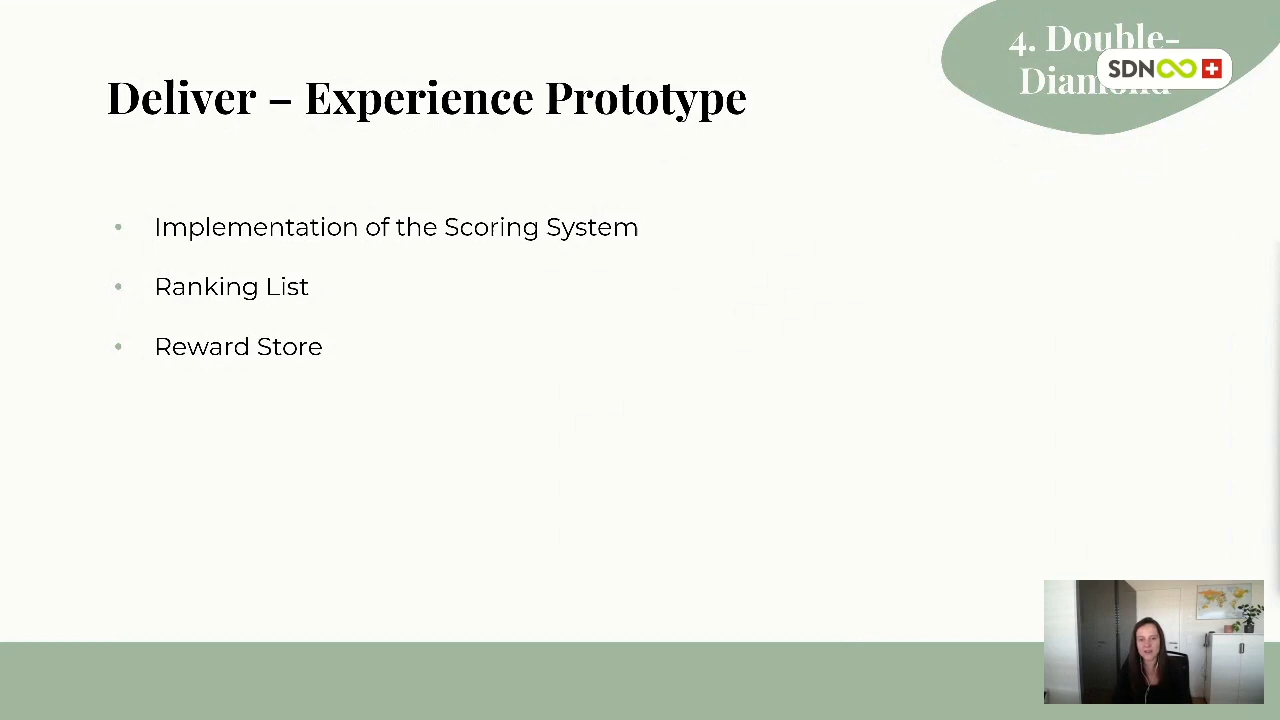 4. Double-
Diamond
SDN
Deliver – Experience Prototype
• Implementation of the Scoring System
• Ranking List
• Reward Store